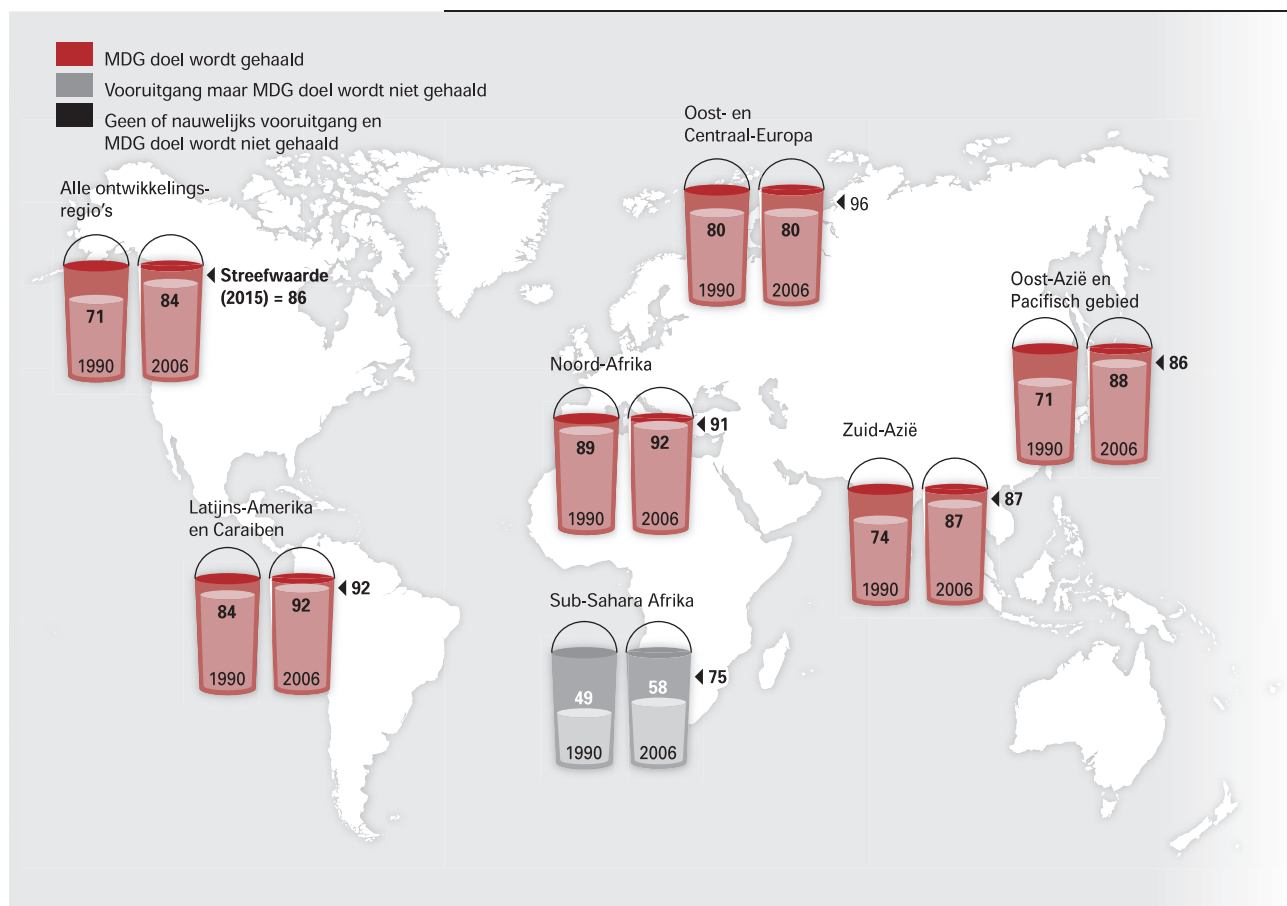 MDG doel wordt gehaald
Vooruitgang maar MDG doel wordt niet gehaald
Geen of nauwelijks vooruitgang en
MDG doel wordt niet gehaald
Alle ontwikkelings-
regio's
71
1990
84
2006
Streefwaarde
(2015) = 86
Oost- en
Centraal-Europa
80
1990
80
2006
96
Oost-Azië en
Pacifisch gebied
71
1990
88
2006
86
Noord-Afrika
89
1990
92
2006
91
Zuid-Azië
74
1990
87
2006
87
Latijns-Amerika
en Caraiben
84
1990
92
2006
92
Sub-Sahara Afrika
49
1990
58
2006
75